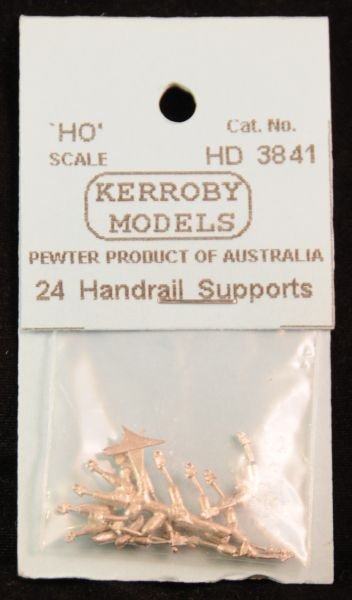 'HO'
SCALE
Cat. No.
HD 3841
KERROBY
MODELS
PEWTER PRODUCT OF AUSTRALIA
24 Handrail Supports